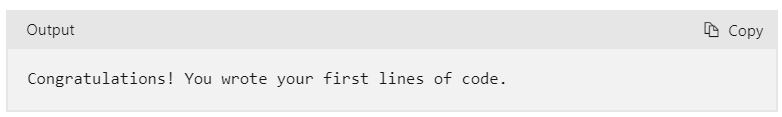 Output
Copy
Congratulations! You wrote your first lines of code.